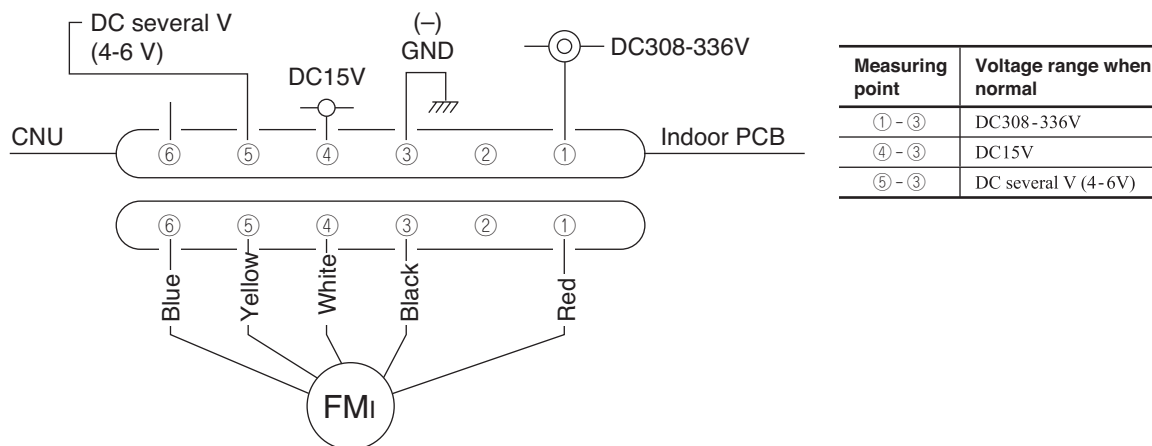 DC several V
(4-6 V)
DC15V
(–)
GND
DC308-336V
CNU
⑥ ⑤ ④ ③ ② ①
Indoor PCB
⑥ ⑤ ④ ③ ② ①
Blue
Yellow
White
Black
Red
FMI
Measuring point
Voltage range when normal
① - ③ DC308-336V
④ - ③ DC15V
⑤ - ③ DC several V (4-6V)